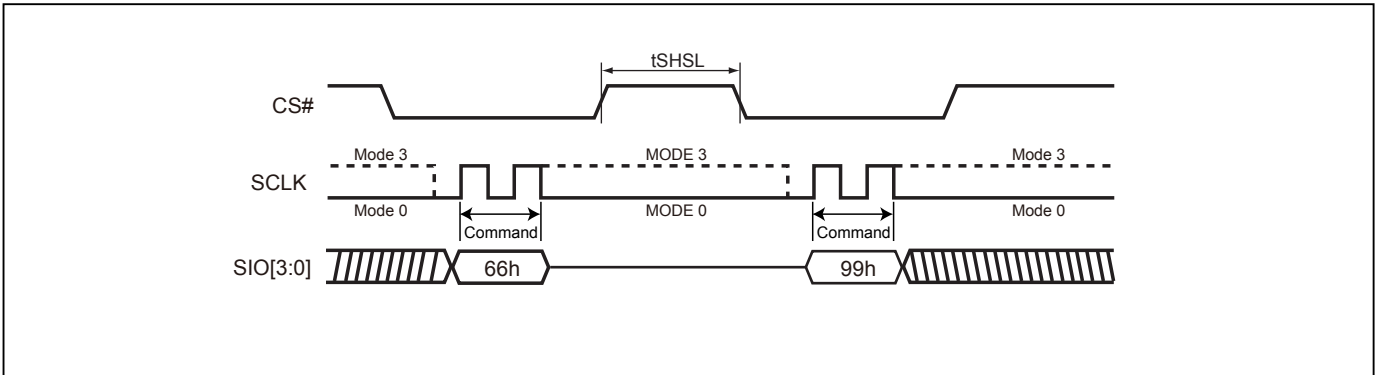 tSHSL
CS#
Mode 3 MODE 3 Mode 3
SCLK
Mode 0 MODE 0 Mode 0
Command Command
SIO[3:0] 66h 99h